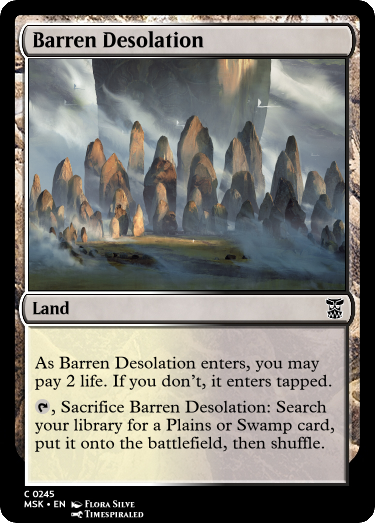 Barren Desolation
Land
As Barren Desolation enters, you may
pay 2 life. If you don't, it enters tapped.
, Sacrifice Barren Desolation: Search
your library for a Plains or Swamp card,
put it onto the battlefield, then shuffle.
C 0245
MSK • EN Flora Silve
Timespiraled